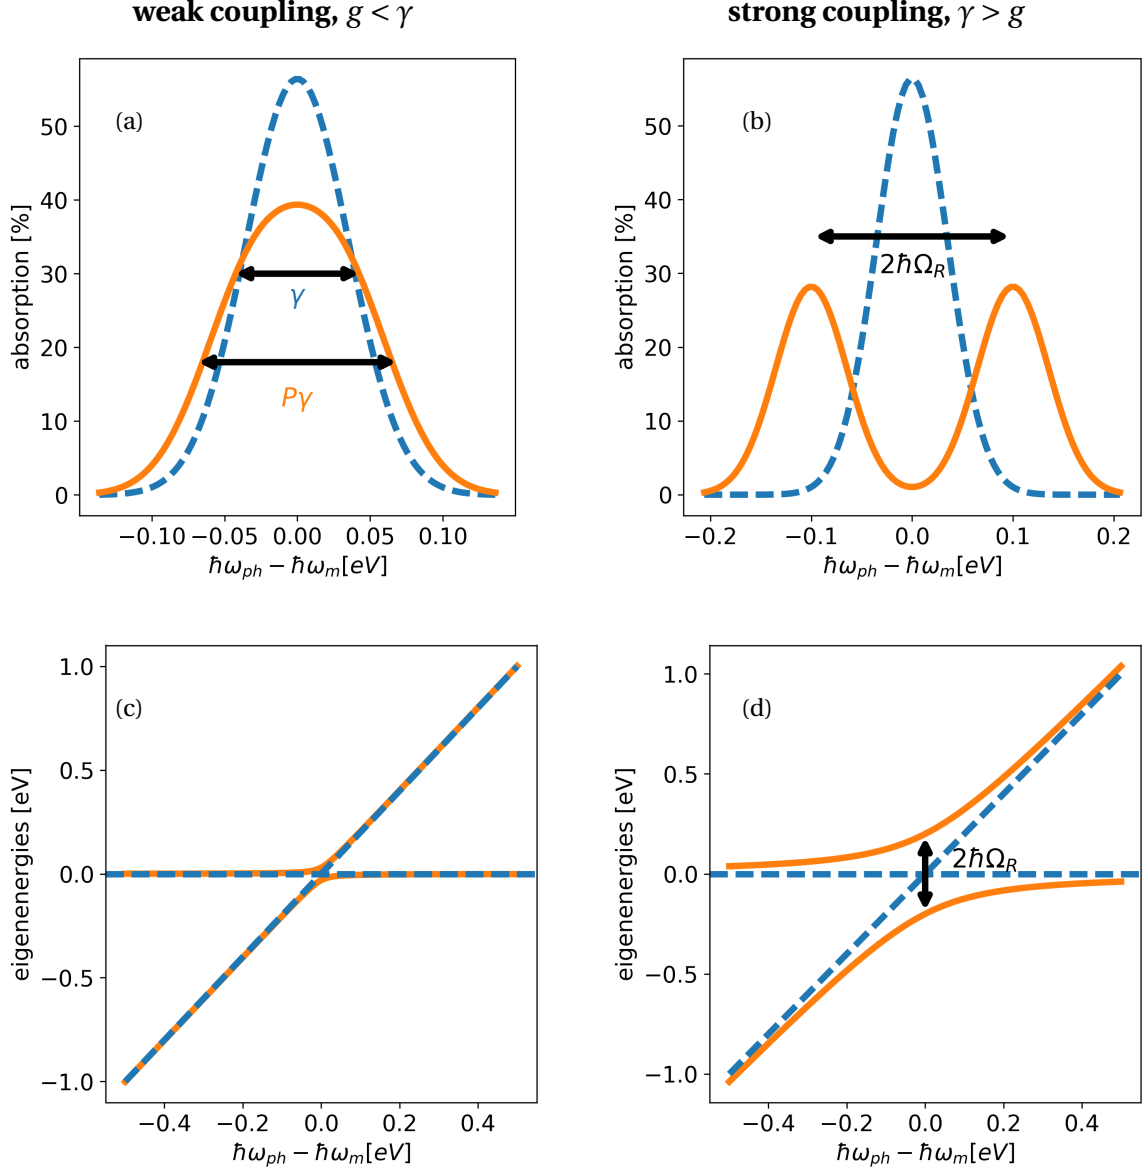 weak coupling, g < γ
strong coupling, γ > g
(a)
absorption [%]
50
40
30
20
10
0
γ
Pγ
−0.10 −0.05 0.00 0.05 0.10
ħω_ph − ħω_m[eV]
(b)
absorption [%]
50
40
30
20
10
0
2ħΩ_R
−0.2 −0.1 0.0 0.1 0.2
ħω_ph − ħω_m[eV]
(c)
eigenenergies [eV]
1.0
0.5
0.0
−0.5
−1.0
−0.4 −0.2 0.0 0.2 0.4
ħω_ph − ħω_m[eV]
(d)
eigenenergies [eV]
1.0
0.5
0.0
−0.5
−1.0
2ħΩ_R
−0.4 −0.2 0.0 0.2 0.4
ħω_ph − ħω_m[eV]